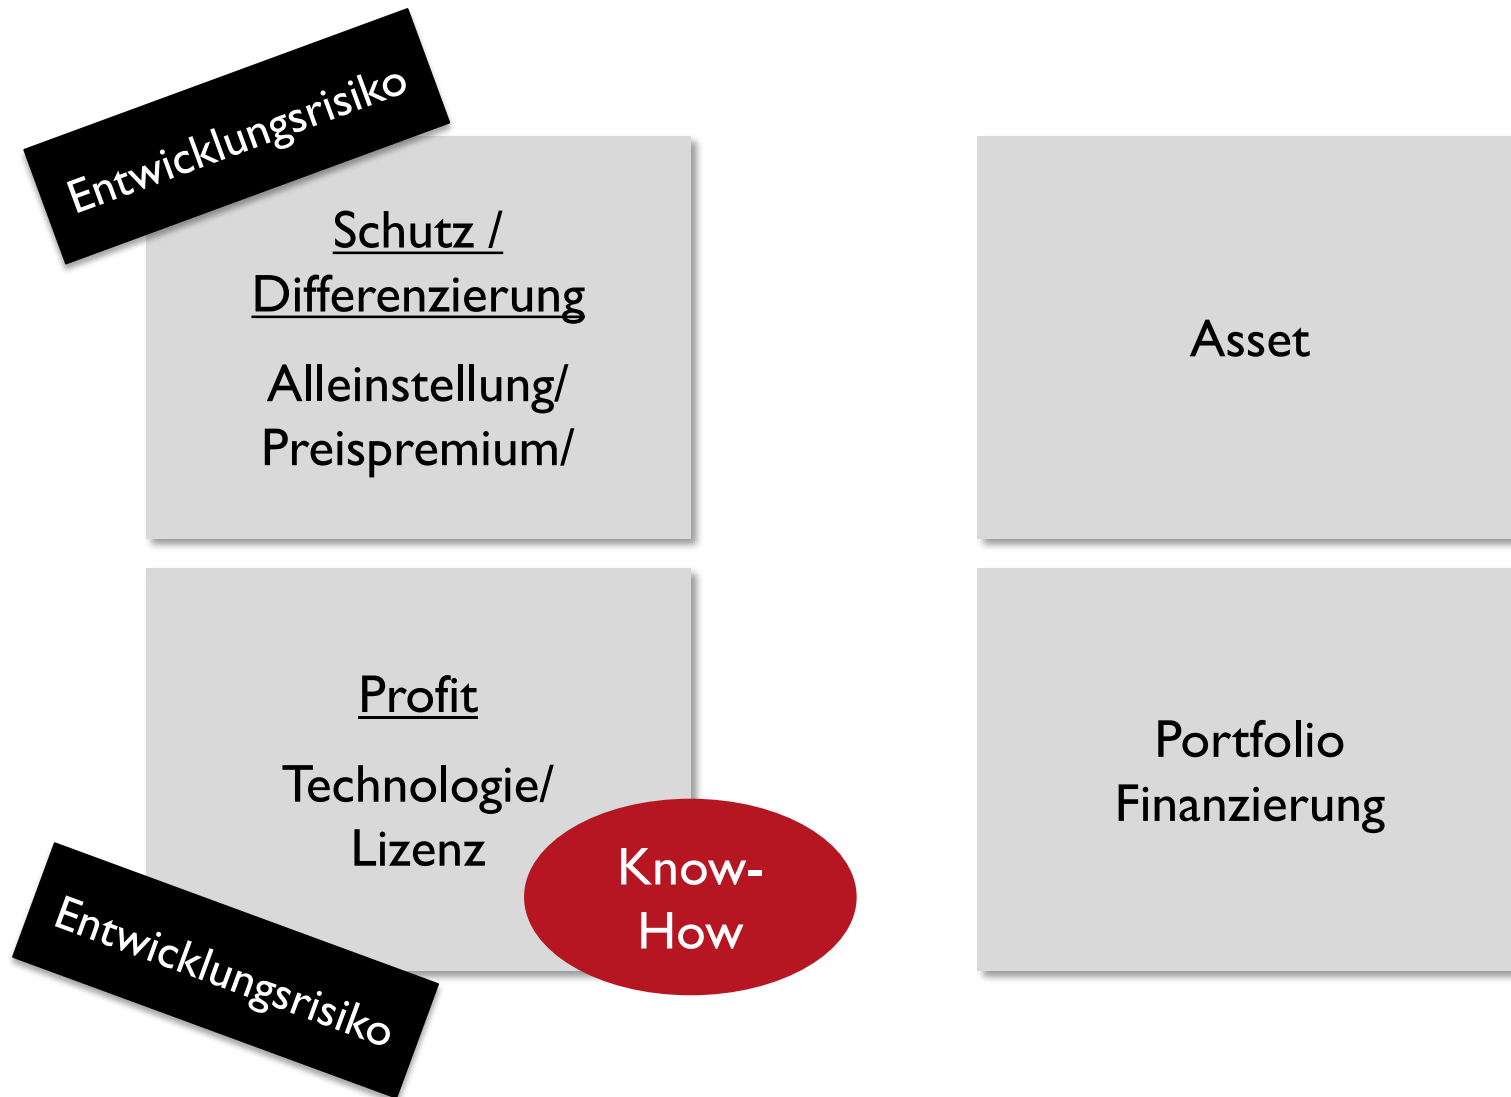 Entwicklungsrisiko
Schutz /
Differenzierung
Alleinstellung/
Preispremium/
Asset
Profit
Technologie/
Lizenz
Know-
How
Entwicklungsrisiko
Portfolio
Finanzierung